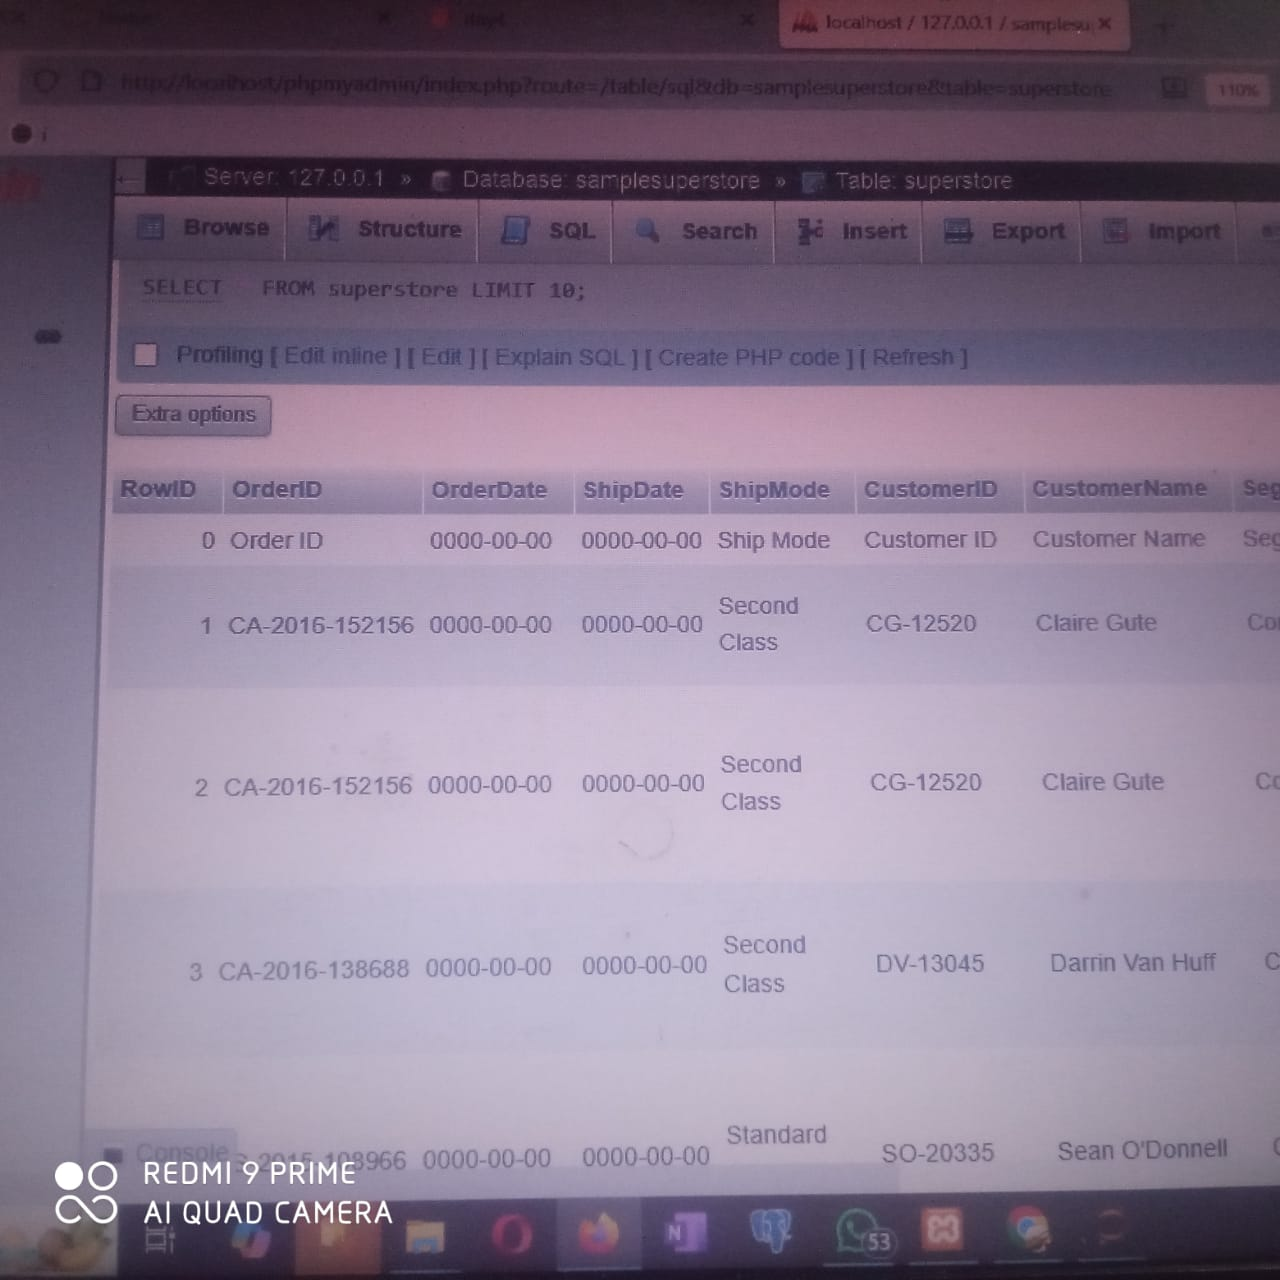 localhost / 127.0.0.1 / samplesu
http://localhost/phpmyadmin/index.php?route=/table/sql&db=samplesuperstore&table=superstore 110%
Server: 127.0.0.1 » Database: samplesuperstore » Table: superstore
Browse Structure SQL Search Insert Export Import
SELECT * FROM superstore LIMIT 10;
Profiling [ Edit inline ] [ Edit ] [ Explain SQL ] [ Create PHP code ] [ Refresh ]
Extra options
RowID OrderID OrderDate ShipDate ShipMode CustomerID CustomerName Seg
0 Order ID 0000-00-00 0000-00-00 Ship Mode Customer ID Customer Name Seg
1 CA-2016-152156 0000-00-00 0000-00-00 Second Class CG-12520 Claire Gute Co
2 CA-2016-152156 0000-00-00 0000-00-00 Second Class CG-12520 Claire Gute Co
3 CA-2016-138688 0000-00-00 0000-00-00 Second Class DV-13045 Darrin Van Huff C
-108966 0000-00-00 0000-00-00 Standard SO-20335 Sean O'Donnell
Console
REDMI 9 PRIME
AI QUAD CAMERA
53